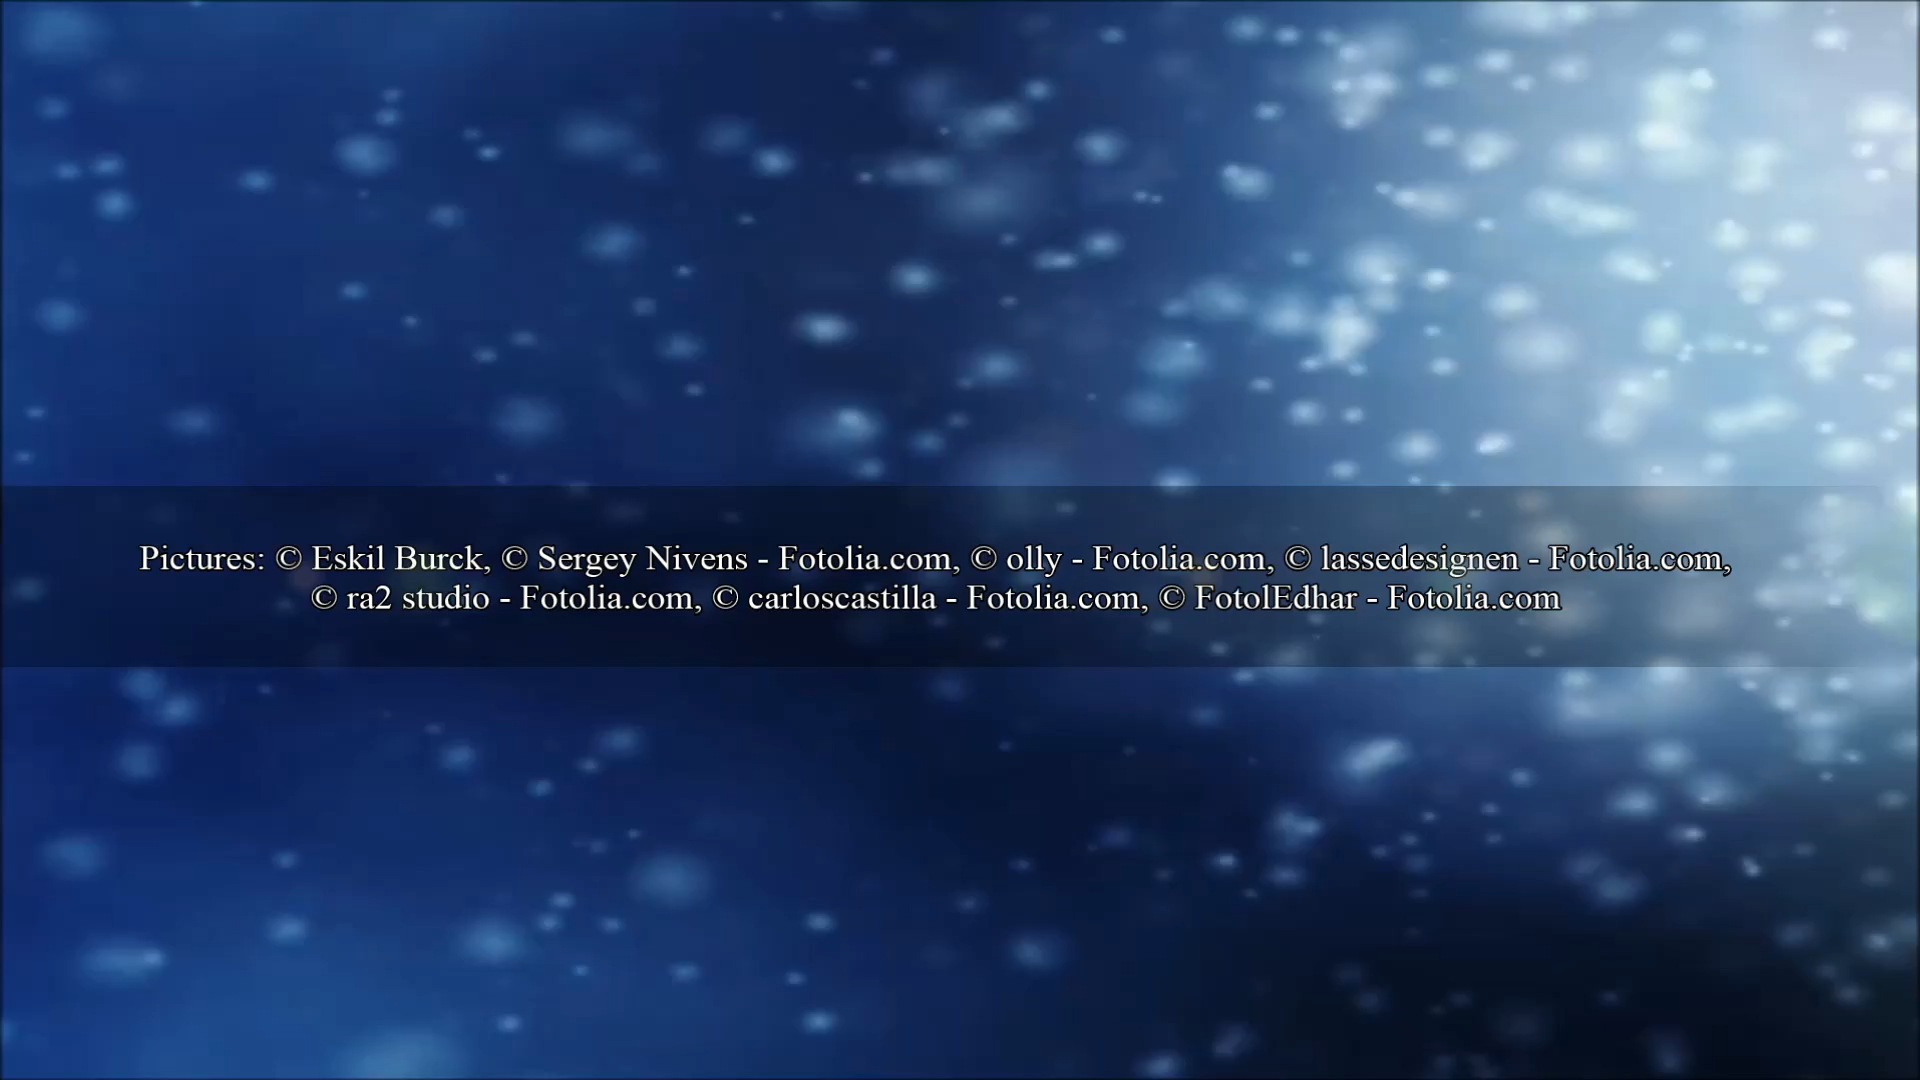 Pictures: © Eskil Burck, © Sergey Nivens - Fotolia.com, © olly - Fotolia.com, © lassedesignen - Fotolia.com,
© ra2 studio - Fotolia.com, © carloscastilla - Fotolia.com, © FotolEdhar - Fotolia.com